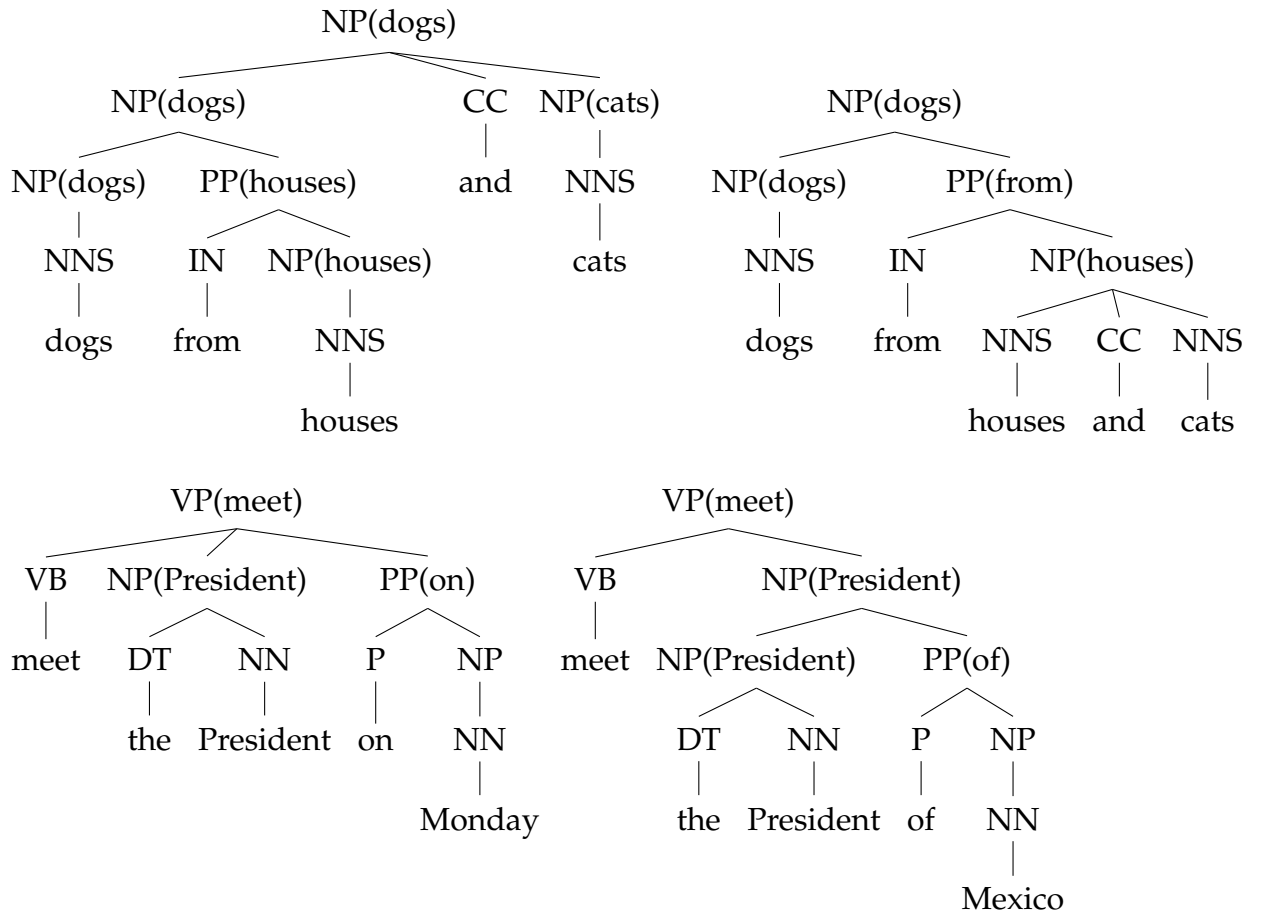 NP(dogs)
NP(dogs) CC NP(cats) NP(dogs)
NP(dogs) PP(houses) and NNS NP(dogs) PP(from)
NNS IN NP(houses) cats NNS IN NP(houses)
dogs from NNS dogs from NNS CC NNS
houses houses and cats
VP(meet) VP(meet)
VB NP(President) PP(on) VB NP(President)
meet DT NN P NP meet NP(President) PP(of)
the President on NN DT NN P NP
Monday the President of NN
Mexico